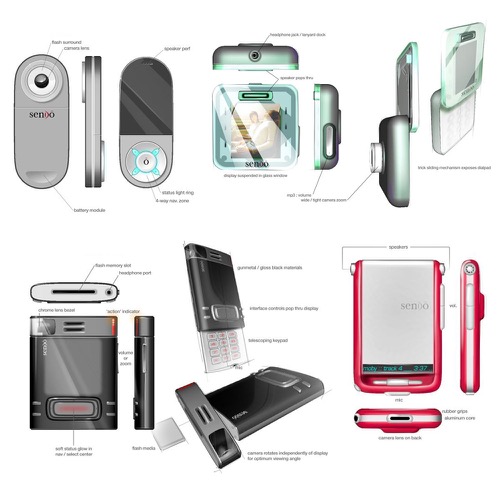 flash surround
camera lens
sendo
battery module
speaker perf
status light ring
4-way nav. zone
headphone jack / lanyard dock
speaker pops thru
sendo
display suspended in glass window
mp3 : volume
wide / light camera zoom
trick sliding mechanism exposes dialpad
flash memory slot
headphone port
chrome lens bezel
'action' indicator
volume
or
zoom
soft status glow in
nav / select center
flash media
gunmetal / gloss black materials
interface controls pop thru display
telescoping keypad
sendo
camera rotates independently of display
for optimum viewing angle
speakers
sendo
vol.
moby track 4 2:37
mic
rubber grips
aluminum core
camera lens on back